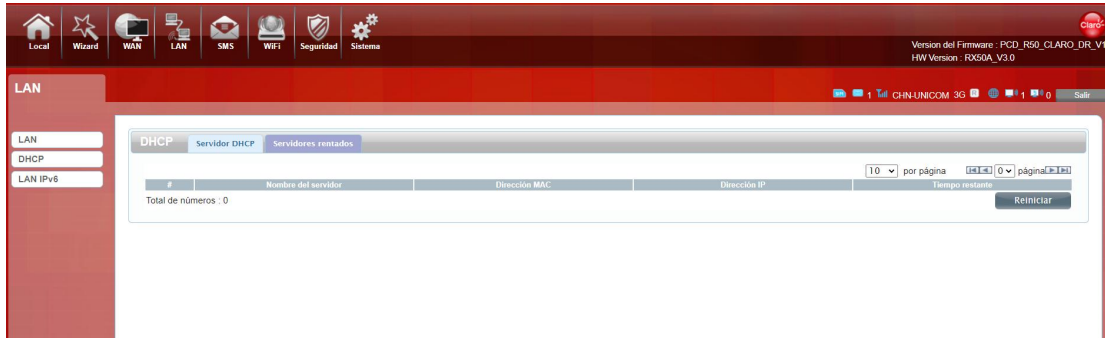 Local Wizard WAN LAN SMS WiFi Seguridad Sistema
Claro
Version del Firmware : PCD_R50_CLARO_DR_V1
HW Version : RX50A_V3.0
LAN
1 CHN-UNICOM 3G 1 0 Salir
LAN
DHCP
LAN IPv6
DHCP Servidor DHCP Servidores rentados
10 por página 0 página
# Nombre del servidor Dirección MAC Dirección IP Tiempo restante
Total de números : 0 Reiniciar